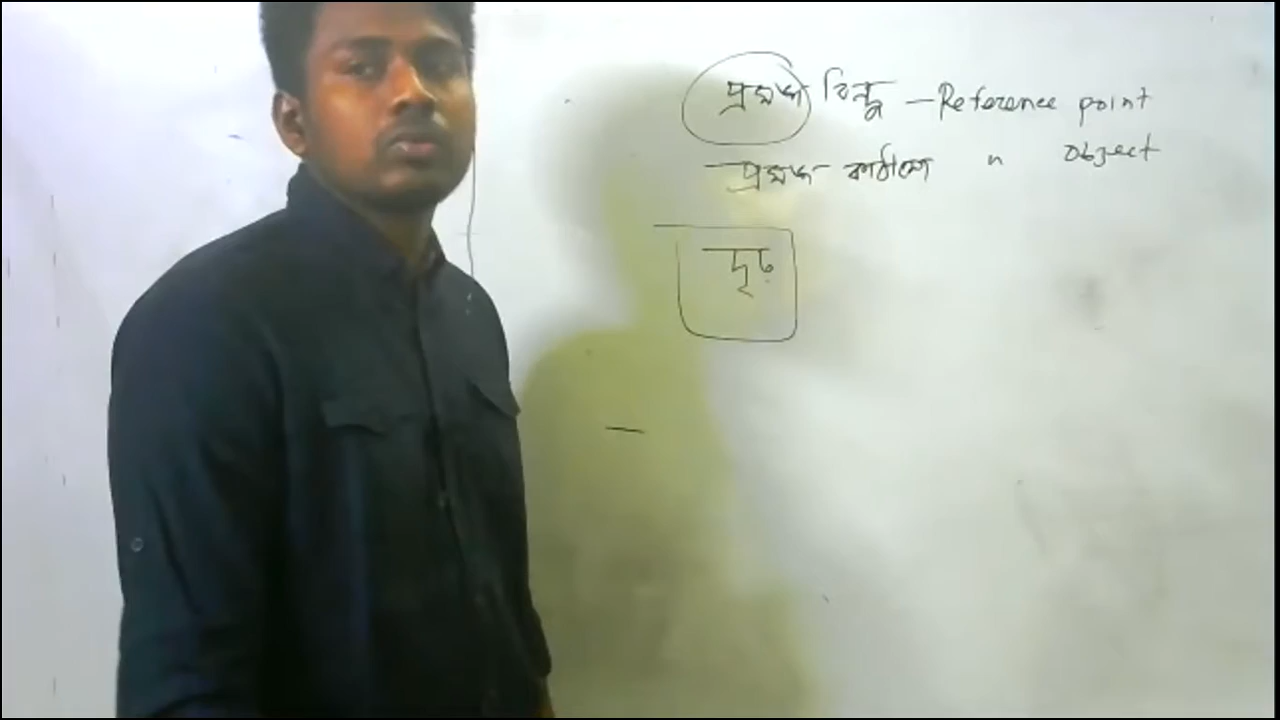 প্রসঙ্গ বিন্দু — Reference point
প্রসঙ্গ কাঠামো " object
দৃঢ়